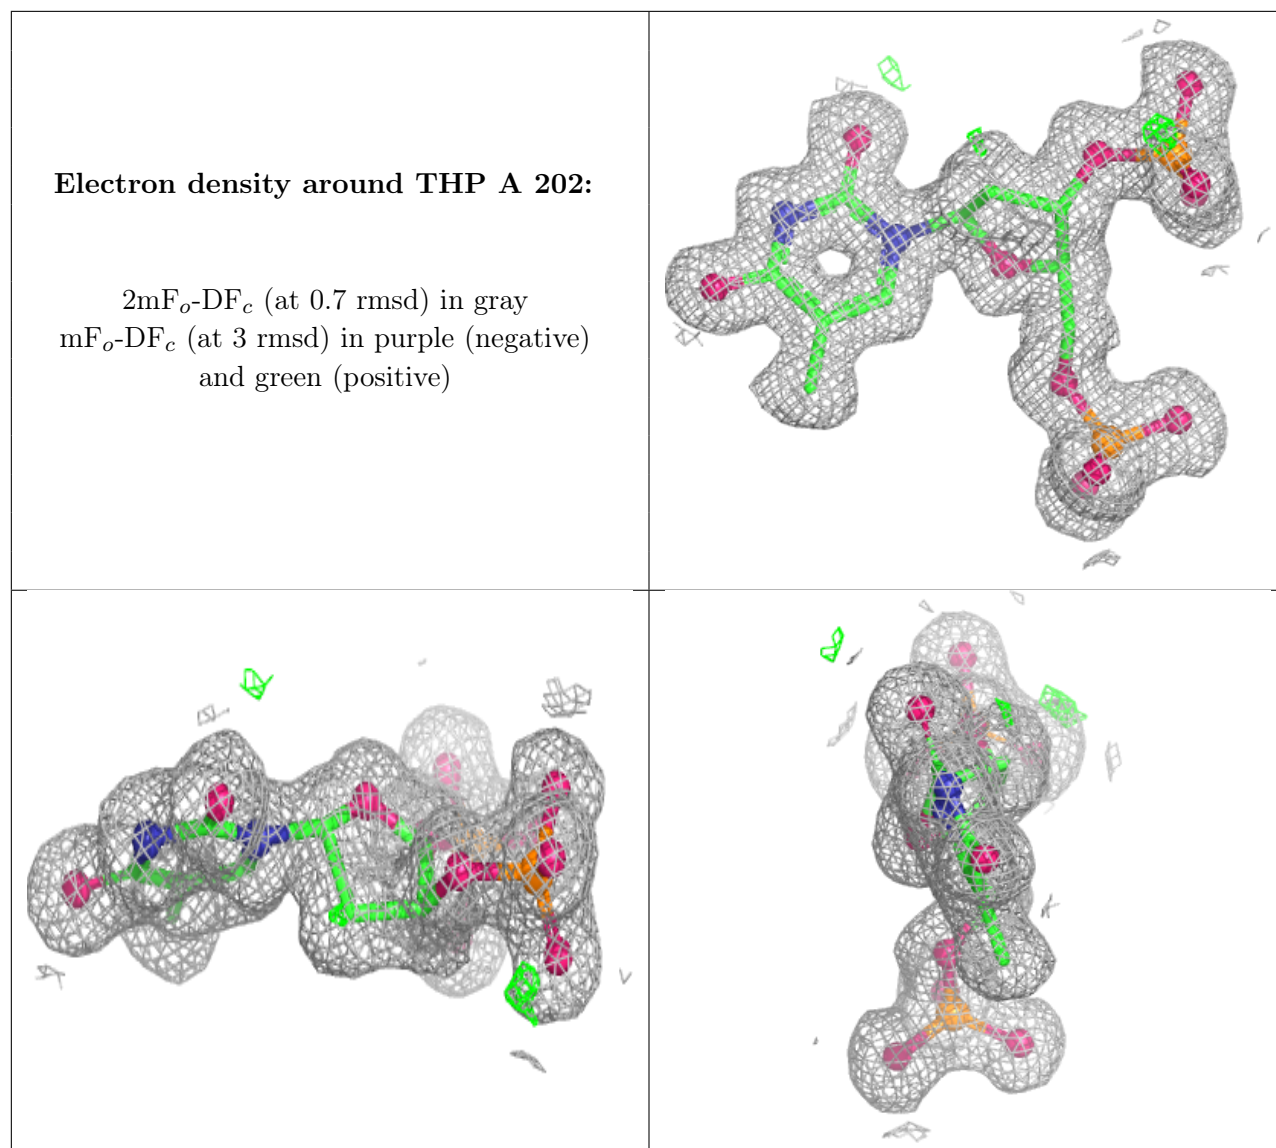 Electron density around THP A 202:
2mFo-DFc (at 0.7 rmsd) in gray
mFo-DFc (at 3 rmsd) in purple (negative)
and green (positive)